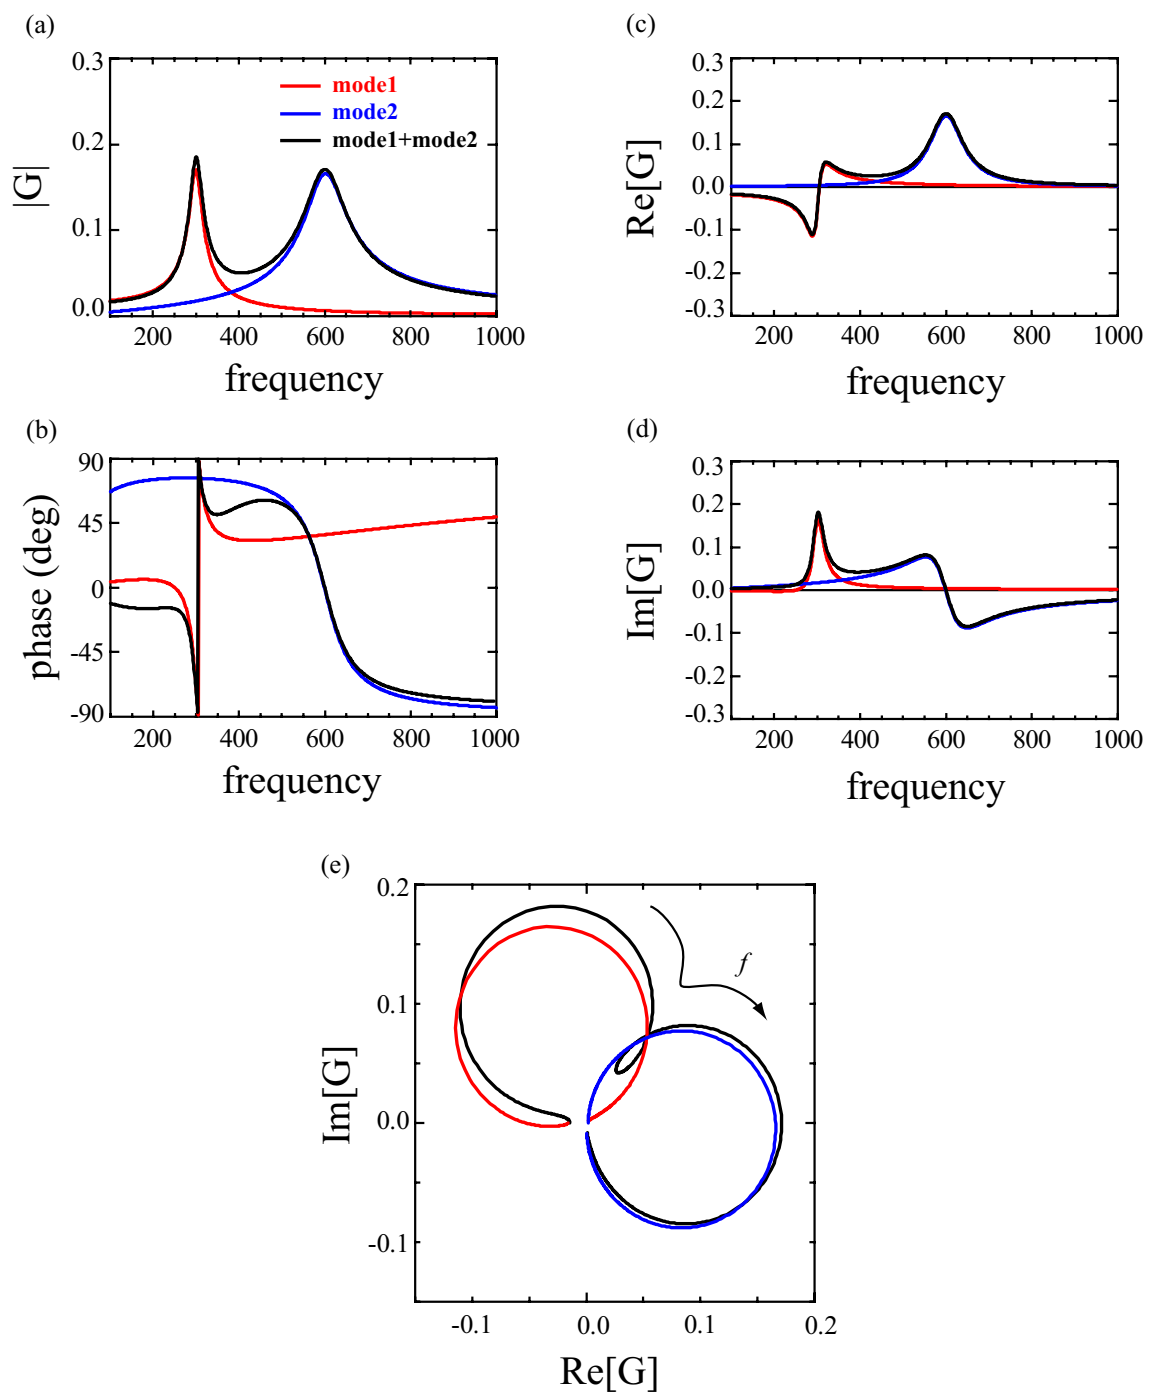 (a)
0.3
0.2
0.1
0.0
|G|
mode1
mode2
mode1+mode2
200 400 600 800 1000
frequency
(c)
0.3
0.2
0.1
0.0
-0.1
-0.2
-0.3
Re[G]
200 400 600 800 1000
frequency
(b)
90
45
0
-45
-90
phase (deg)
200 400 600 800 1000
frequency
(d)
0.3
0.2
0.1
0.0
-0.1
-0.2
-0.3
Im[G]
200 400 600 800 1000
frequency
(e)
0.2
0.1
0.0
-0.1
Im[G]
f
-0.1 0.0 0.1 0.2
Re[G]